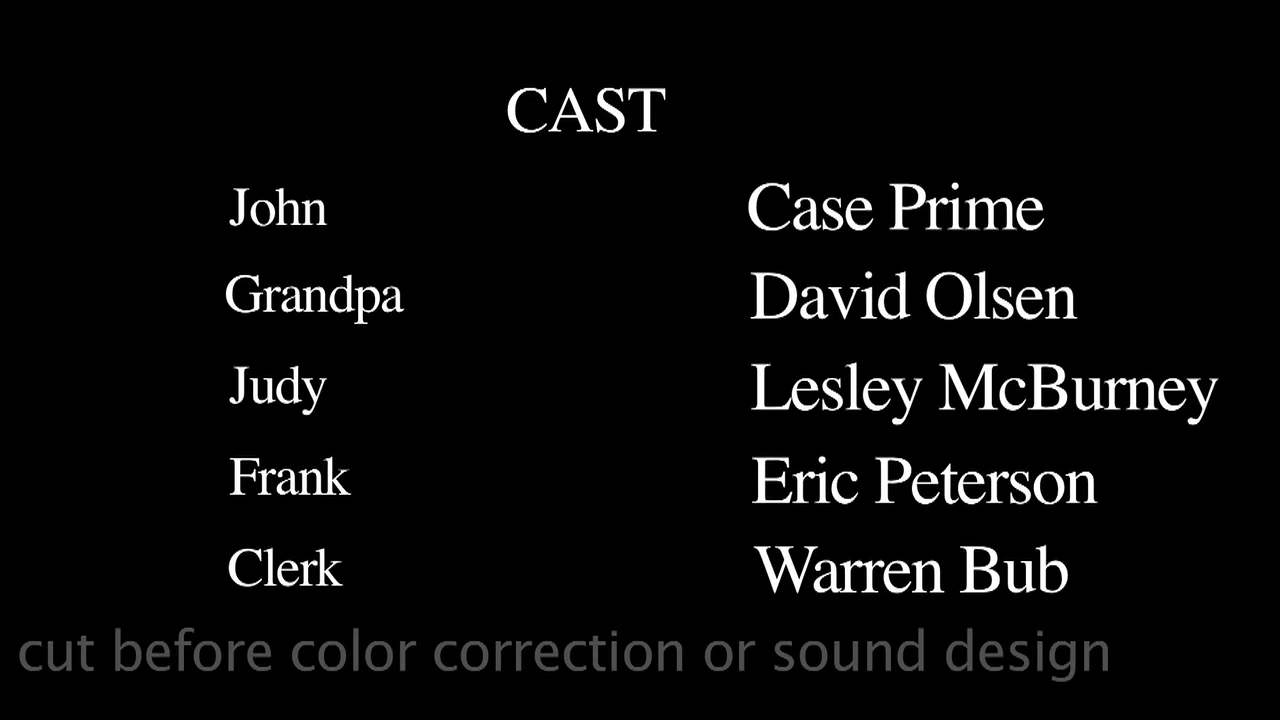 CAST
John Case Prime
Grandpa David Olsen
Judy Lesley McBurney
Frank Eric Peterson
Clerk Warren Bub
cut before color correction or sound design